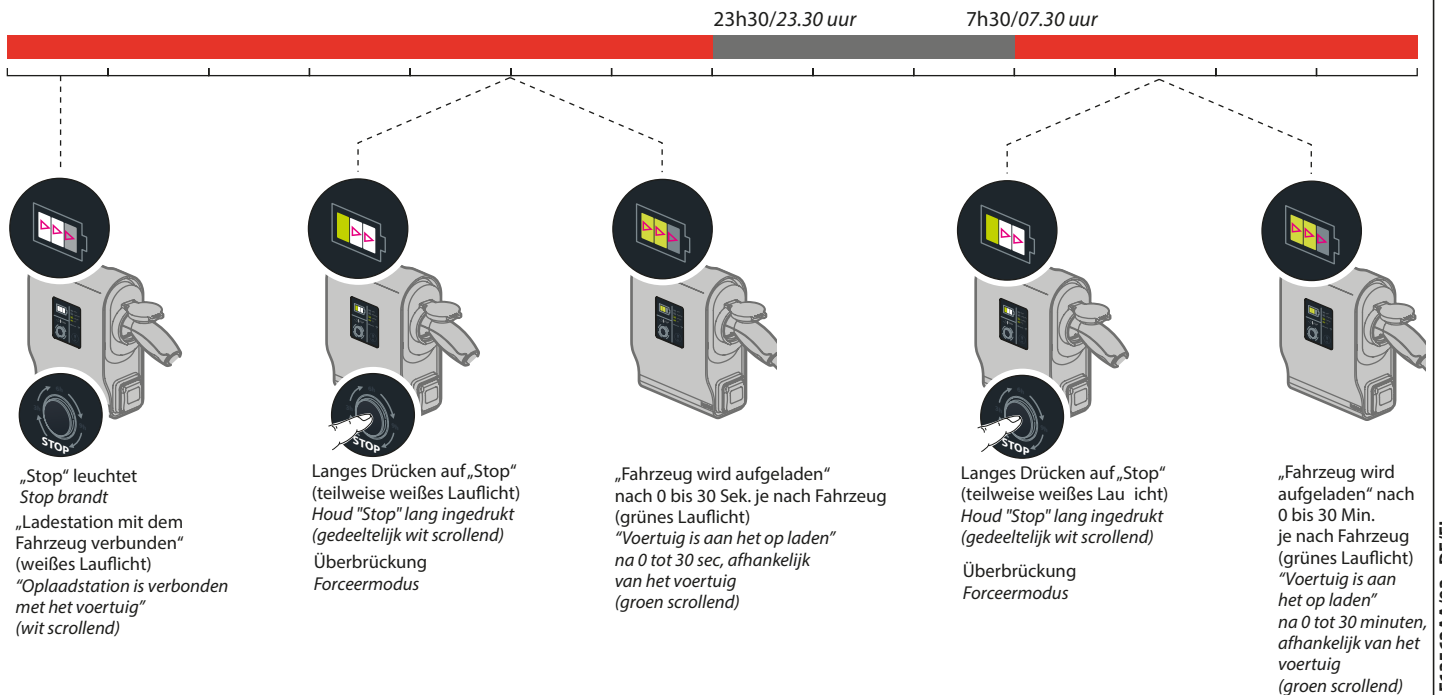 23h30/23.30 uur
7h30/07.30 uur
STOP
„Stop“ leuchtet
Stop brandt
„Ladestation mit dem
Fahrzeug verbunden“
(weißes Lauflicht)
“Oplaadstation is verbonden
met het voertuig”
(wit scrollend)
STOP
Langes Drücken auf „Stop“
(teilweise weißes Lauflicht)
Houd "Stop" lang ingedrukt
(gedeeltelijk wit scrollend)
Überbrückung
Forceermodus
„Fahrzeug wird aufgeladen“
nach 0 bis 30 Sek. je nach Fahrzeug
(grünes Lauflicht)
“Voertuig is aan het op laden”
na 0 tot 30 sec, afhankelijk
van het voertuig
(groen scrollend)
STOP
Langes Drücken auf „Stop“
(teilweise weißes Lau icht)
Houd "Stop" lang ingedrukt
(gedeeltelijk wit scrollend)
Überbrückung
Forceermodus
„Fahrzeug wird
aufgeladen“ nach
0 bis 30 Min.
je nach Fahrzeug
(grünes Lauflicht)
“Voertuig is aan
het op laden”
na 0 tot 30 minuten,
afhankelijk van het
voertuig
(groen scrollend)